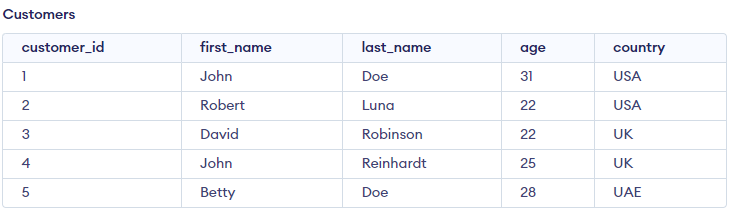 Customers
customer_id first_name last_name age country
1 John Doe 31 USA
2 Robert Luna 22 USA
3 David Robinson 22 UK
4 John Reinhardt 25 UK
5 Betty Doe 28 UAE